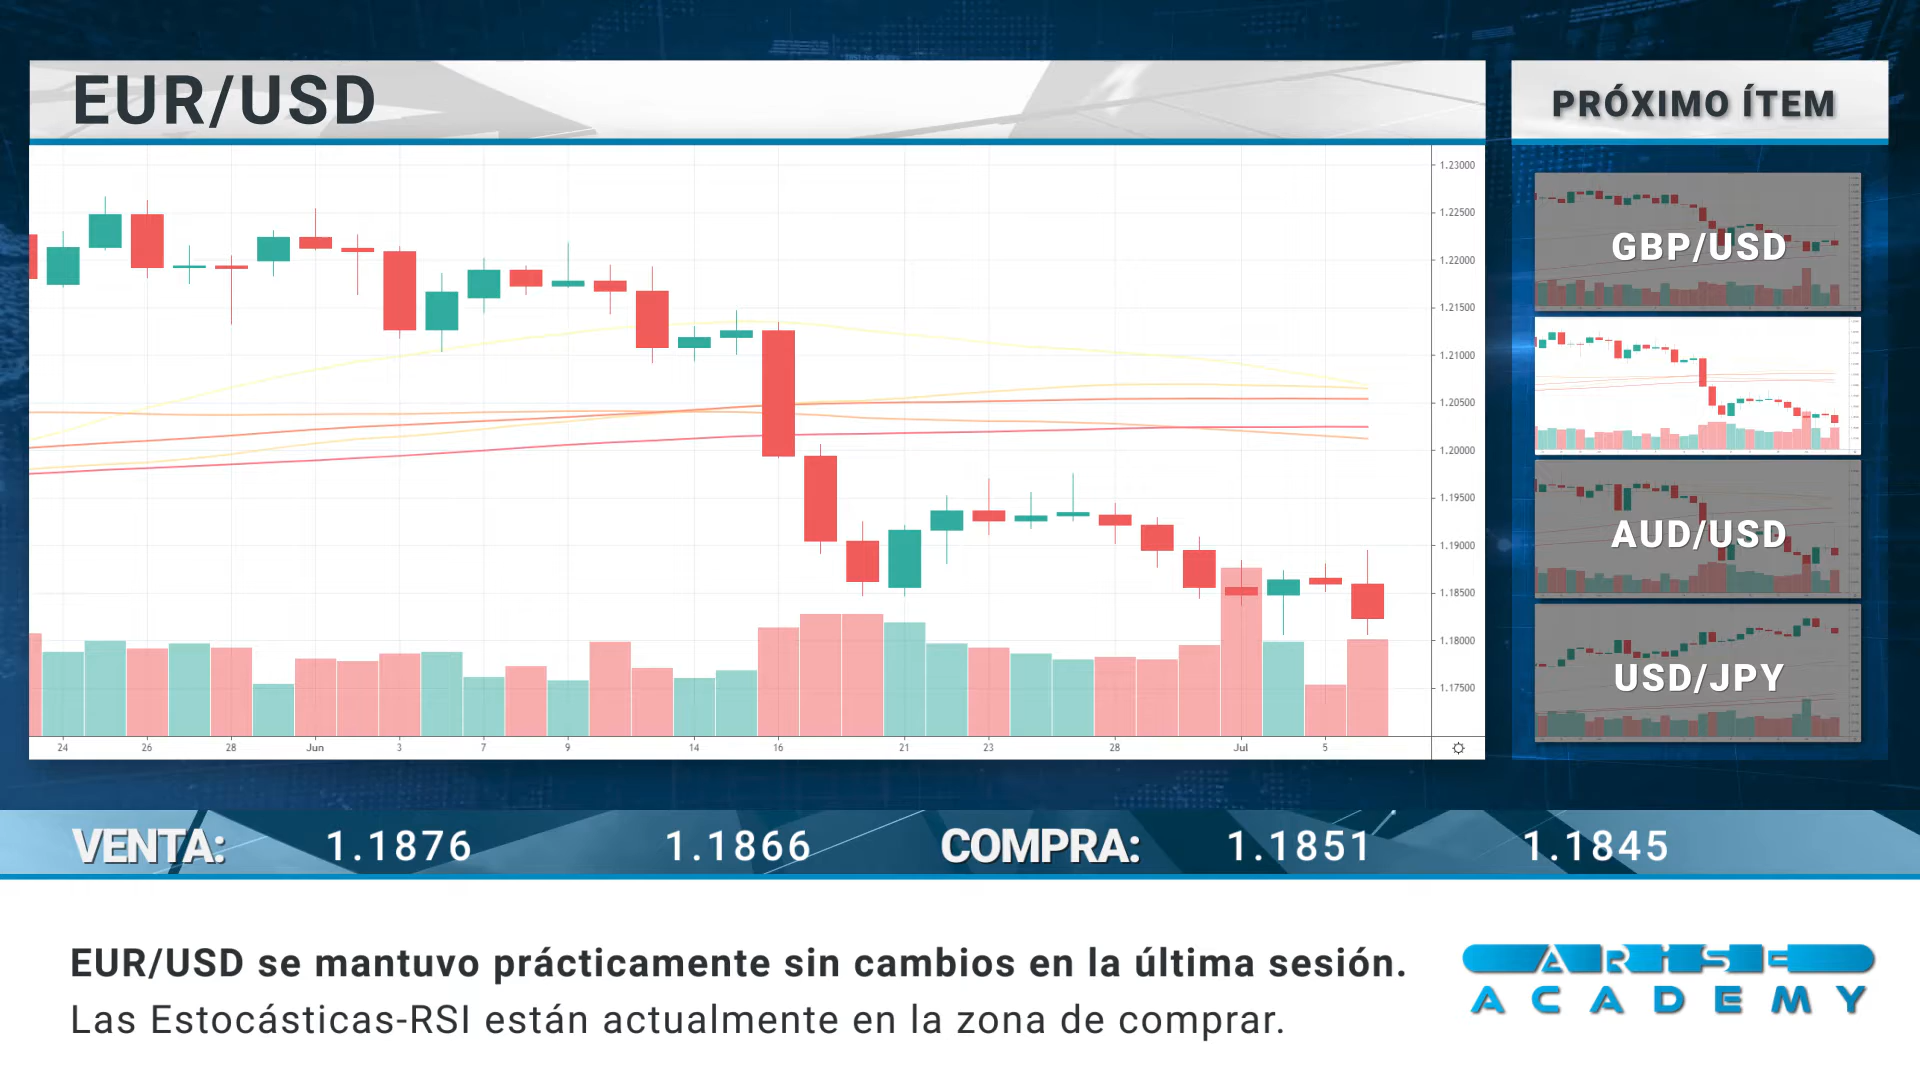 EUR/USD
PRÓXIMO ÍTEM
1.23000
1.22500
1.22000
1.21500
1.21000
1.20500
1.20000
1.19500
1.19000
1.18500
1.18000
1.17500
24 26 28 Jun 3 7 9 14 16 21 23 28 Jul 5
GBP/USD
AUD/USD
USD/JPY
VENTA: 1.1876 1.1866 COMPRA: 1.1851 1.1845
EUR/USD se mantuvo prácticamente sin cambios en la última sesión.
Las Estocásticas-RSI están actualmente en la zona de comprar.
ARISE
ACADEMY